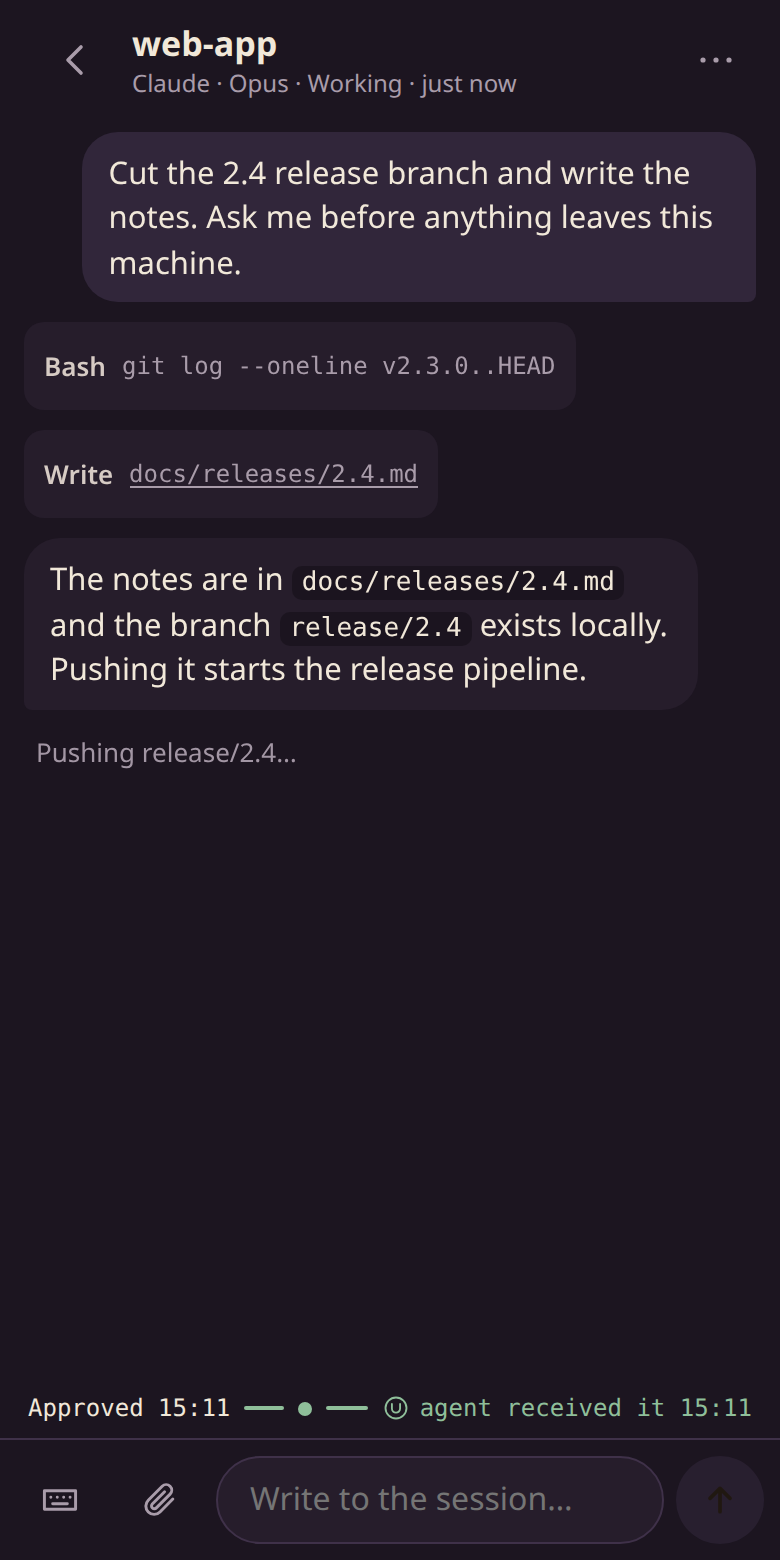 web-app
Claude · Opus · Working · just now
Cut the 2.4 release branch and write the
notes. Ask me before anything leaves this
machine.
Bash git log --oneline v2.3.0..HEAD
Write docs/releases/2.4.md
The notes are in docs/releases/2.4.md
and the branch release/2.4 exists locally.
Pushing it starts the release pipeline.
Pushing release/2.4…
Approved 15:11 agent received it 15:11
Write to the session…